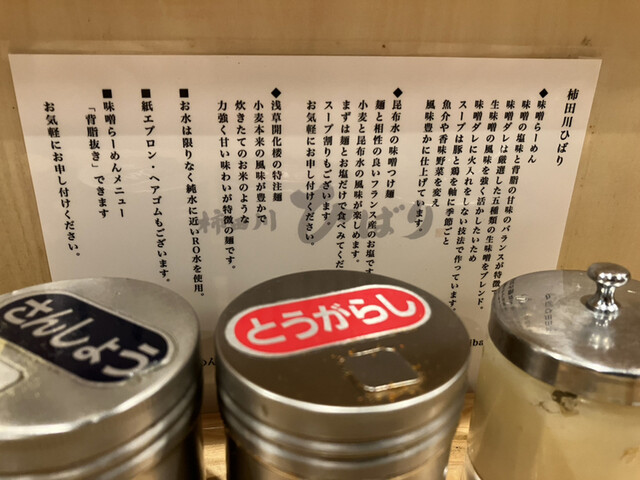 柿田川ひばり
◆味噌らーめん
味噌の塩味と背脂の甘味のバランスが特徴
味噌ダレは厳選した五種類の生味噌をブレンド。
生味噌の風味を強く活かしたいため
味噌ダレに火入れをしない技法で作っています。
スープは豚と鶏を軸に季節ごと
魚介や香味野菜を変え
風味豊かに仕上げています。
◆昆布水の味噌つけ麺
麺と相性の良いフランス産のお塩です
小麦と昆布水の風味が楽しめます。
まずは麺とお塩だけで食べてみてくだ
スープ割りもございます。
お気軽にお申し付けください。
◆浅草開化楼の特注麺
小麦本来の風味が豊かで
炊きたてのお米のような
力強く甘い味わいが特徴の麺です。
■お水は限りなく純水に近いRO水を使用。
■紙エプロン・ヘアゴムもございます。
■味噌らーめんメニュー
「背脂抜き」できます
お気軽にお申し付けください。
ひばり
さんしょう
とうがらし